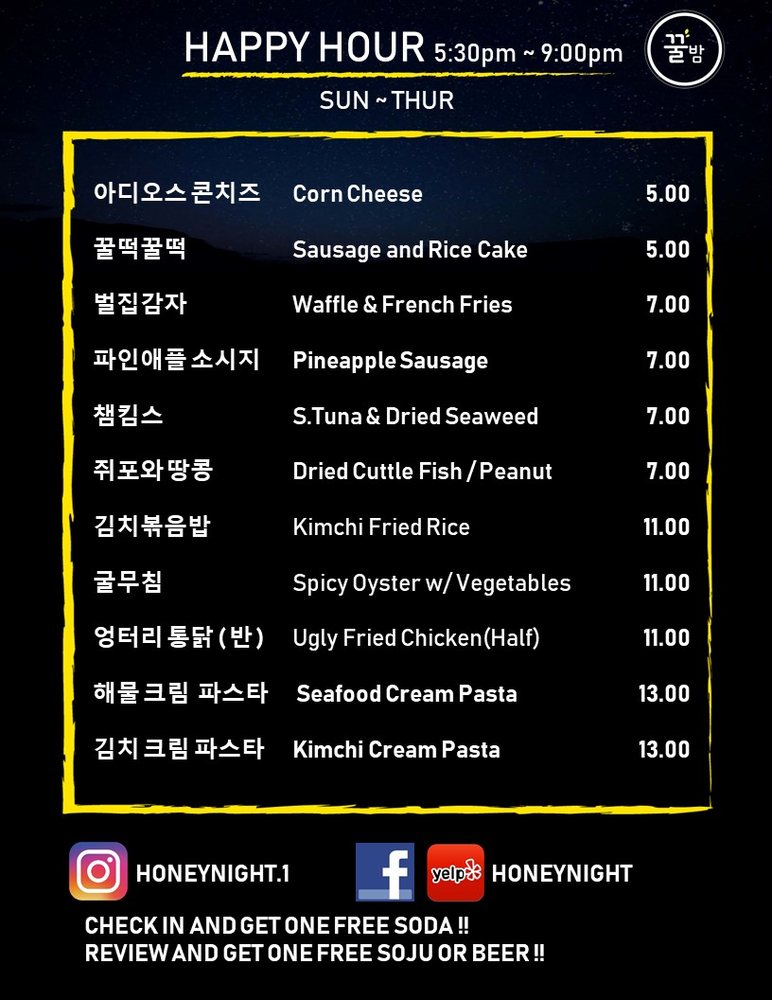 HAPPY HOUR 5:30pm ~ 9:00pm
꿀밤
SUN ~ THUR
아디오스 콘치즈 Corn Cheese 5.00
꿀떡꿀떡 Sausage and Rice Cake 5.00
벌집감자 Waffle & French Fries 7.00
파인애플 소시지 Pineapple Sausage 7.00
챔킴스 S.Tuna & Dried Seaweed 7.00
쥐포와 땅콩 Dried Cuttle Fish / Peanut 7.00
김치볶음밥 Kimchi Fried Rice 11.00
굴무침 Spicy Oyster w/ Vegetables 11.00
엉터리 통닭 ( 반 ) Ugly Fried Chicken(Half) 11.00
해물 크림 파스타 Seafood Cream Pasta 13.00
김치 크림 파스타 Kimchi Cream Pasta 13.00
HONEYNIGHT.1 f yelp HONEYNIGHT
CHECK IN AND GET ONE FREE SODA !!
REVIEW AND GET ONE FREE SOJU OR BEER !!